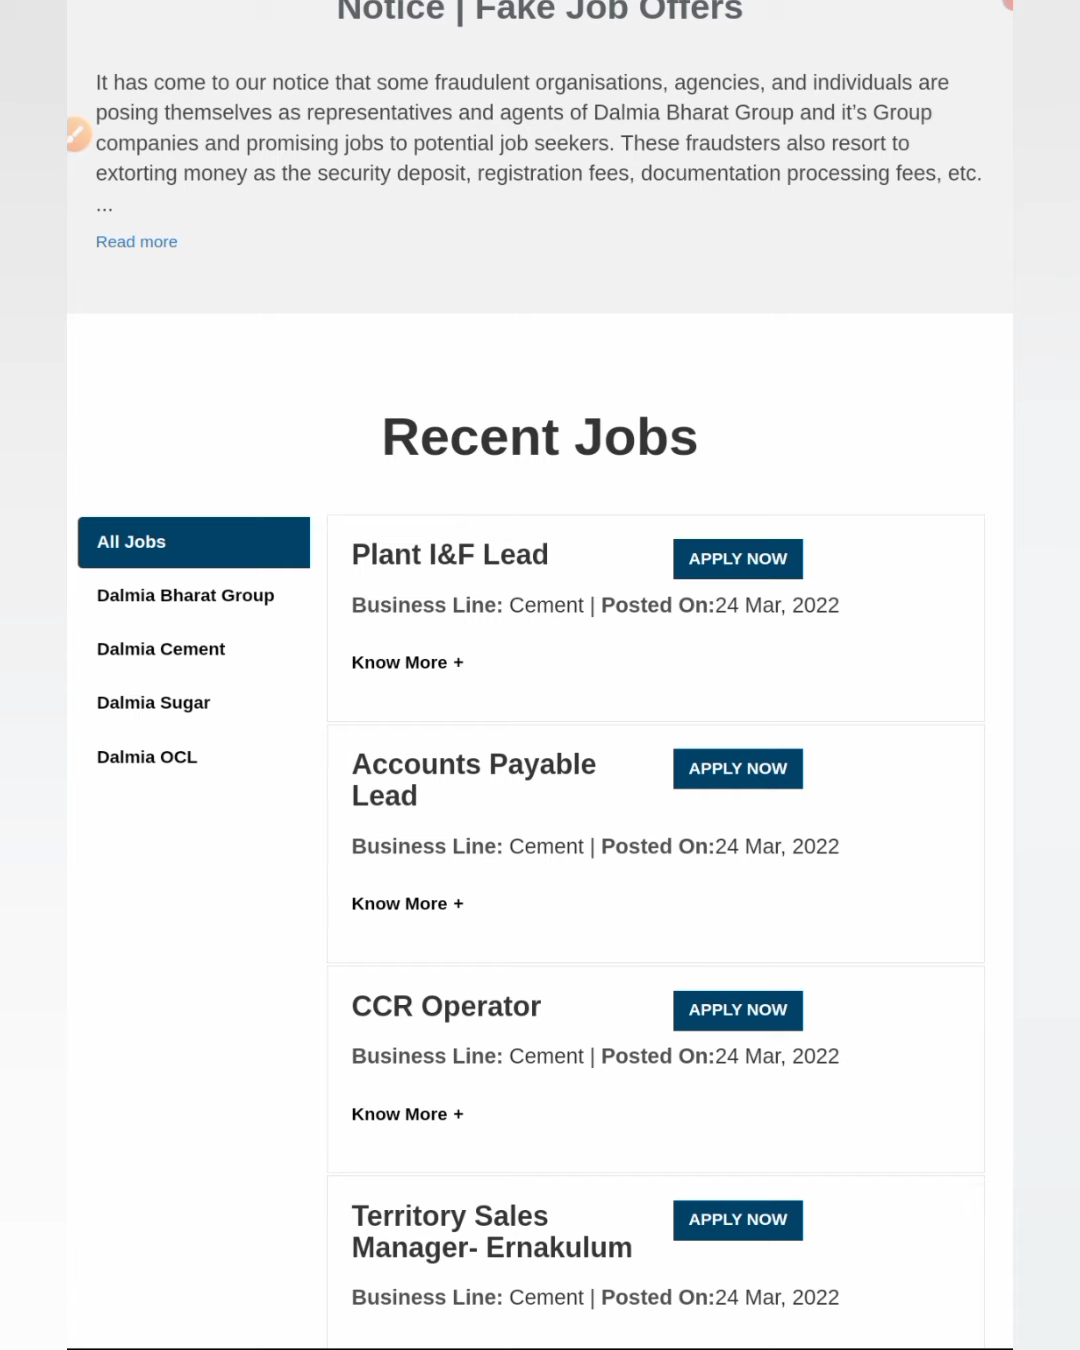 Notice | Fake Job Offers
It has come to our notice that some fraudulent organisations, agencies, and individuals are
posing themselves as representatives and agents of Dalmia Bharat Group and it’s Group
companies and promising jobs to potential job seekers. These fraudsters also resort to
extorting money as the security deposit, registration fees, documentation processing fees, etc.
...
Read more
Recent Jobs
All Jobs
Dalmia Bharat Group
Dalmia Cement
Dalmia Sugar
Dalmia OCL
Plant I&F Lead
APPLY NOW
Business Line: Cement | Posted On:24 Mar, 2022
Know More +
Accounts Payable
Lead
APPLY NOW
Business Line: Cement | Posted On:24 Mar, 2022
Know More +
CCR Operator
APPLY NOW
Business Line: Cement | Posted On:24 Mar, 2022
Know More +
Territory Sales
Manager- Ernakulum
APPLY NOW
Business Line: Cement | Posted On:24 Mar, 2022